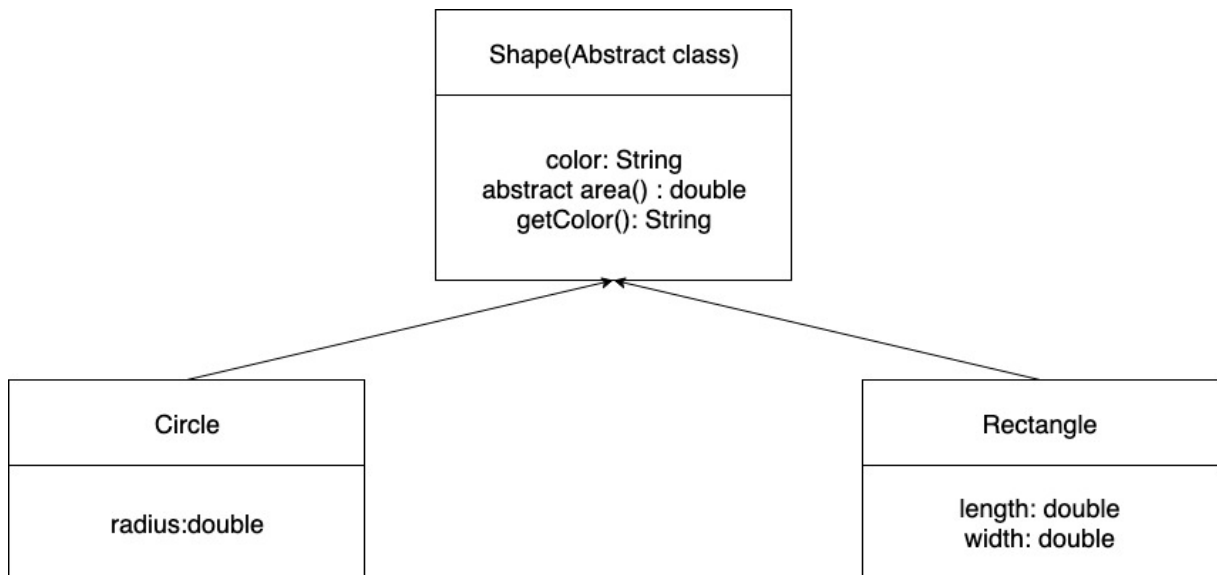 Shape(Abstract class)
color: String
abstract area() : double
getColor(): String
Circle
radius:double
Rectangle
length: double
width: double